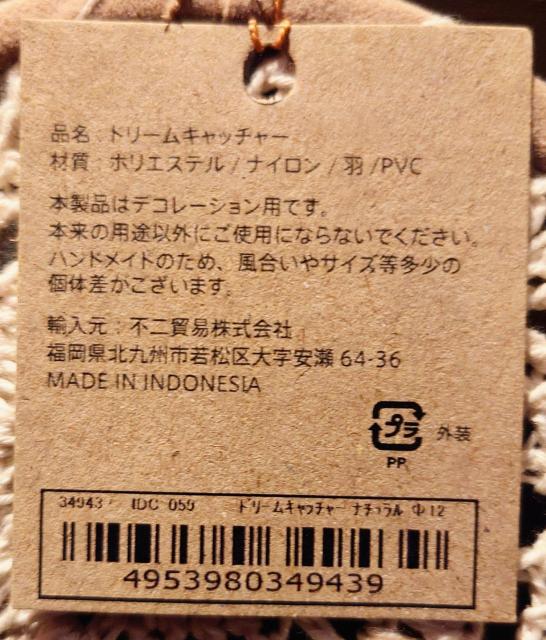 品名：ドリームキャッチャー
材質：ポリエステル / ナイロン / 羽 /PVC
本製品はデコレーション用です。
本来の用途以外にご使用にならないでください。
ハンドメイドのため、風合いやサイズ等多少の
個体差がございます。
輸入元：不二貿易株式会社
福岡県北九州市若松区大字安瀬 64-36
MADE IN INDONESIA
プラ 外装
PP
34943 IDC 059 ドリームキャッチャー ナチュラル Φ12
4953980349439